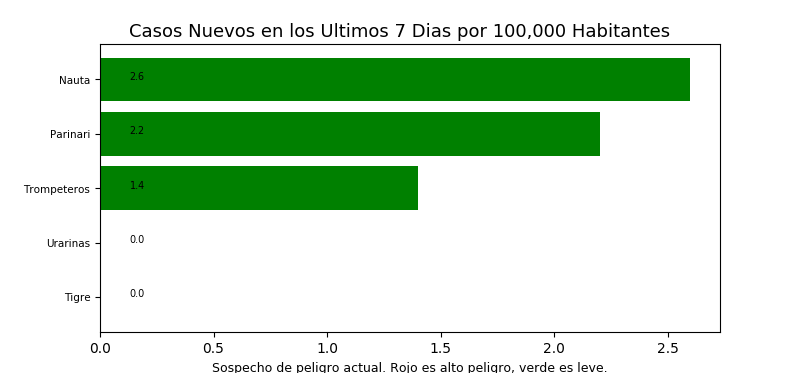 Casos Nuevos en los Ultimos 7 Dias por 100,000 Habitantes
Nauta 2.6
Parinari 2.2
Trompeteros 1.4
Urarinas 0.0
Tigre 0.0
0.0 0.5 1.0 1.5 2.0 2.5
Sospecho de peligro actual. Rojo es alto peligro, verde es leve.